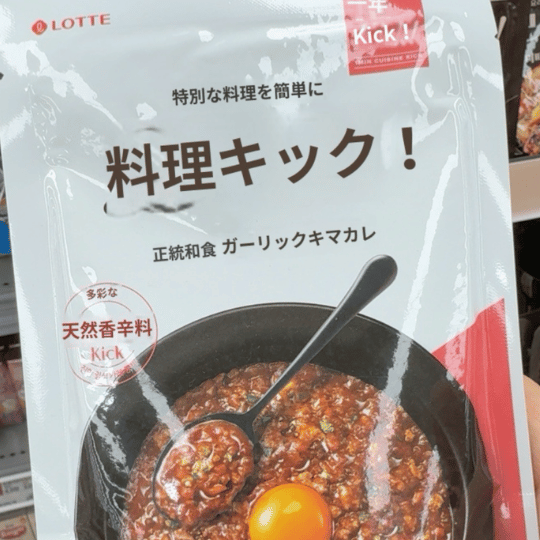 LOTTE
一年
Kick！
特別な料理を簡単に
料理キック！
正統和食 ガーリックキマカレ
多彩な
天然香辛料
Kick